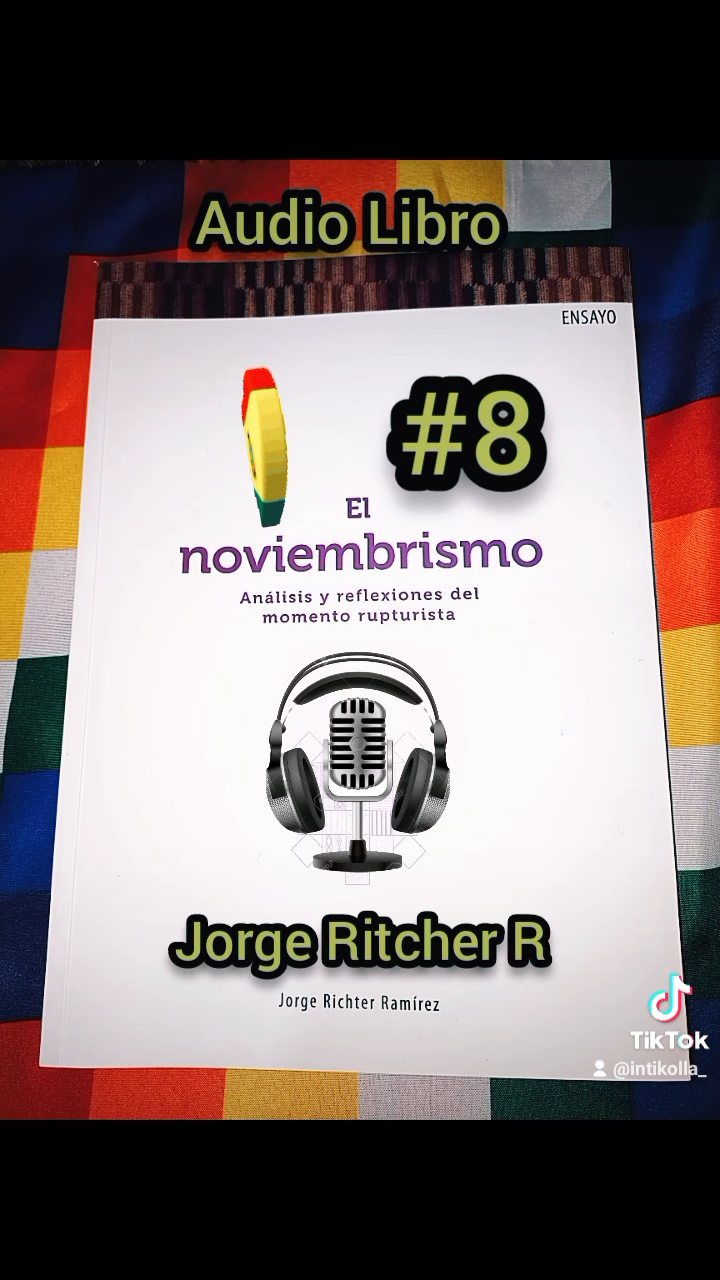 Audio Libro
ENSAYO
#8
El
noviembrismo
Análisis y reflexiones del
momento rupturista
Jorge Ritcher R
Jorge Richter Ramírez
TikTok
@intikolla_